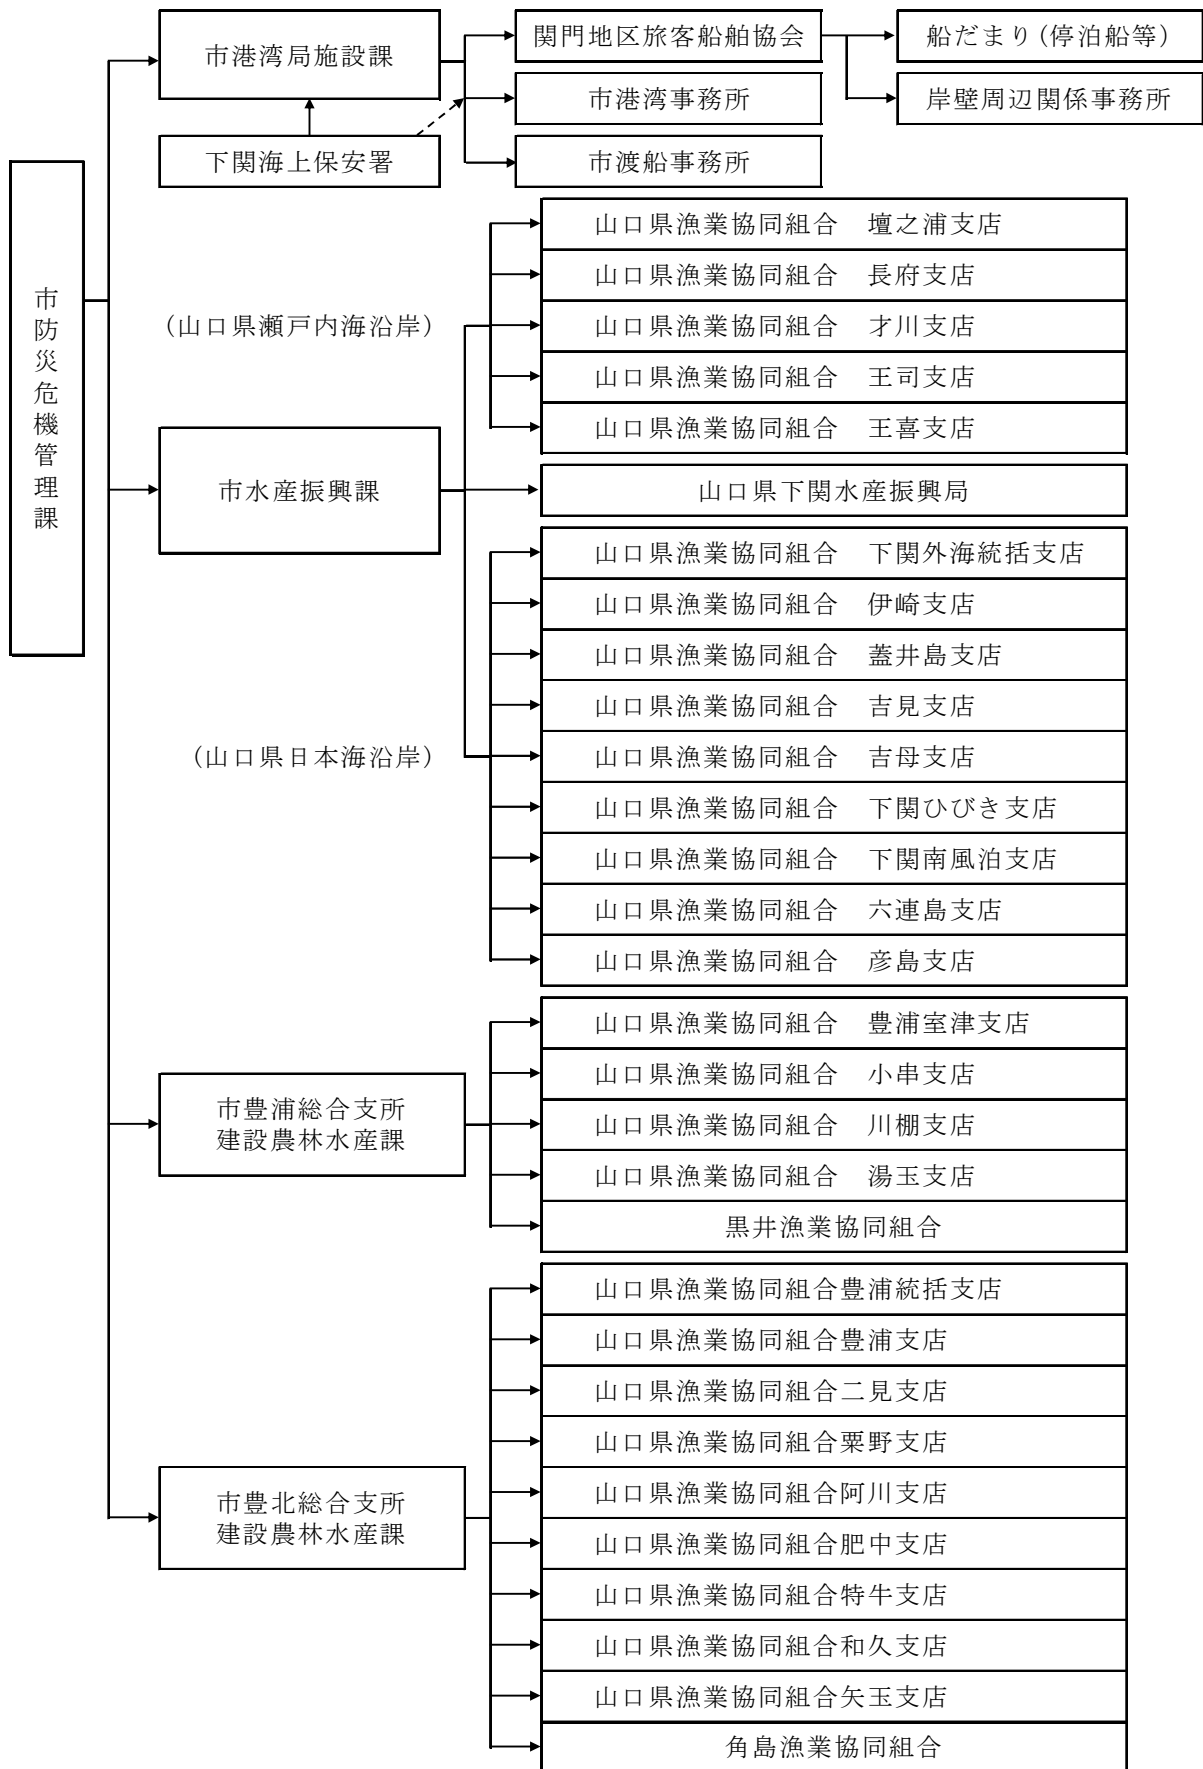 市防災危機管理課
市港湾局施設課
関門地区旅客船舶協会
船だまり(停泊船等)
市港湾事務所
岸壁周辺関係事務所
下関海上保安署
市渡船事務所
(山口県瀬戸内海沿岸)
山口県漁業協同組合　壇之浦支店
山口県漁業協同組合　長府支店
山口県漁業協同組合　才川支店
山口県漁業協同組合　王司支店
山口県漁業協同組合　王喜支店
市水産振興課
山口県下関水産振興局
(山口県日本海沿岸)
山口県漁業協同組合　下関外海統括支店
山口県漁業協同組合　伊崎支店
山口県漁業協同組合　蓋井島支店
山口県漁業協同組合　吉見支店
山口県漁業協同組合　吉母支店
山口県漁業協同組合　下関ひびき支店
山口県漁業協同組合　下関南風泊支店
山口県漁業協同組合　六連島支店
山口県漁業協同組合　彦島支店
市豊浦総合支所
建設農林水産課
山口県漁業協同組合　豊浦室津支店
山口県漁業協同組合　小串支店
山口県漁業協同組合　川棚支店
山口県漁業協同組合　湯玉支店
黒井漁業協同組合
市豊北総合支所
建設農林水産課
山口県漁業協同組合豊浦統括支店
山口県漁業協同組合豊浦支店
山口県漁業協同組合二見支店
山口県漁業協同組合粟野支店
山口県漁業協同組合阿川支店
山口県漁業協同組合肥中支店
山口県漁業協同組合特牛支店
山口県漁業協同組合和久支店
山口県漁業協同組合矢玉支店
角島漁業協同組合